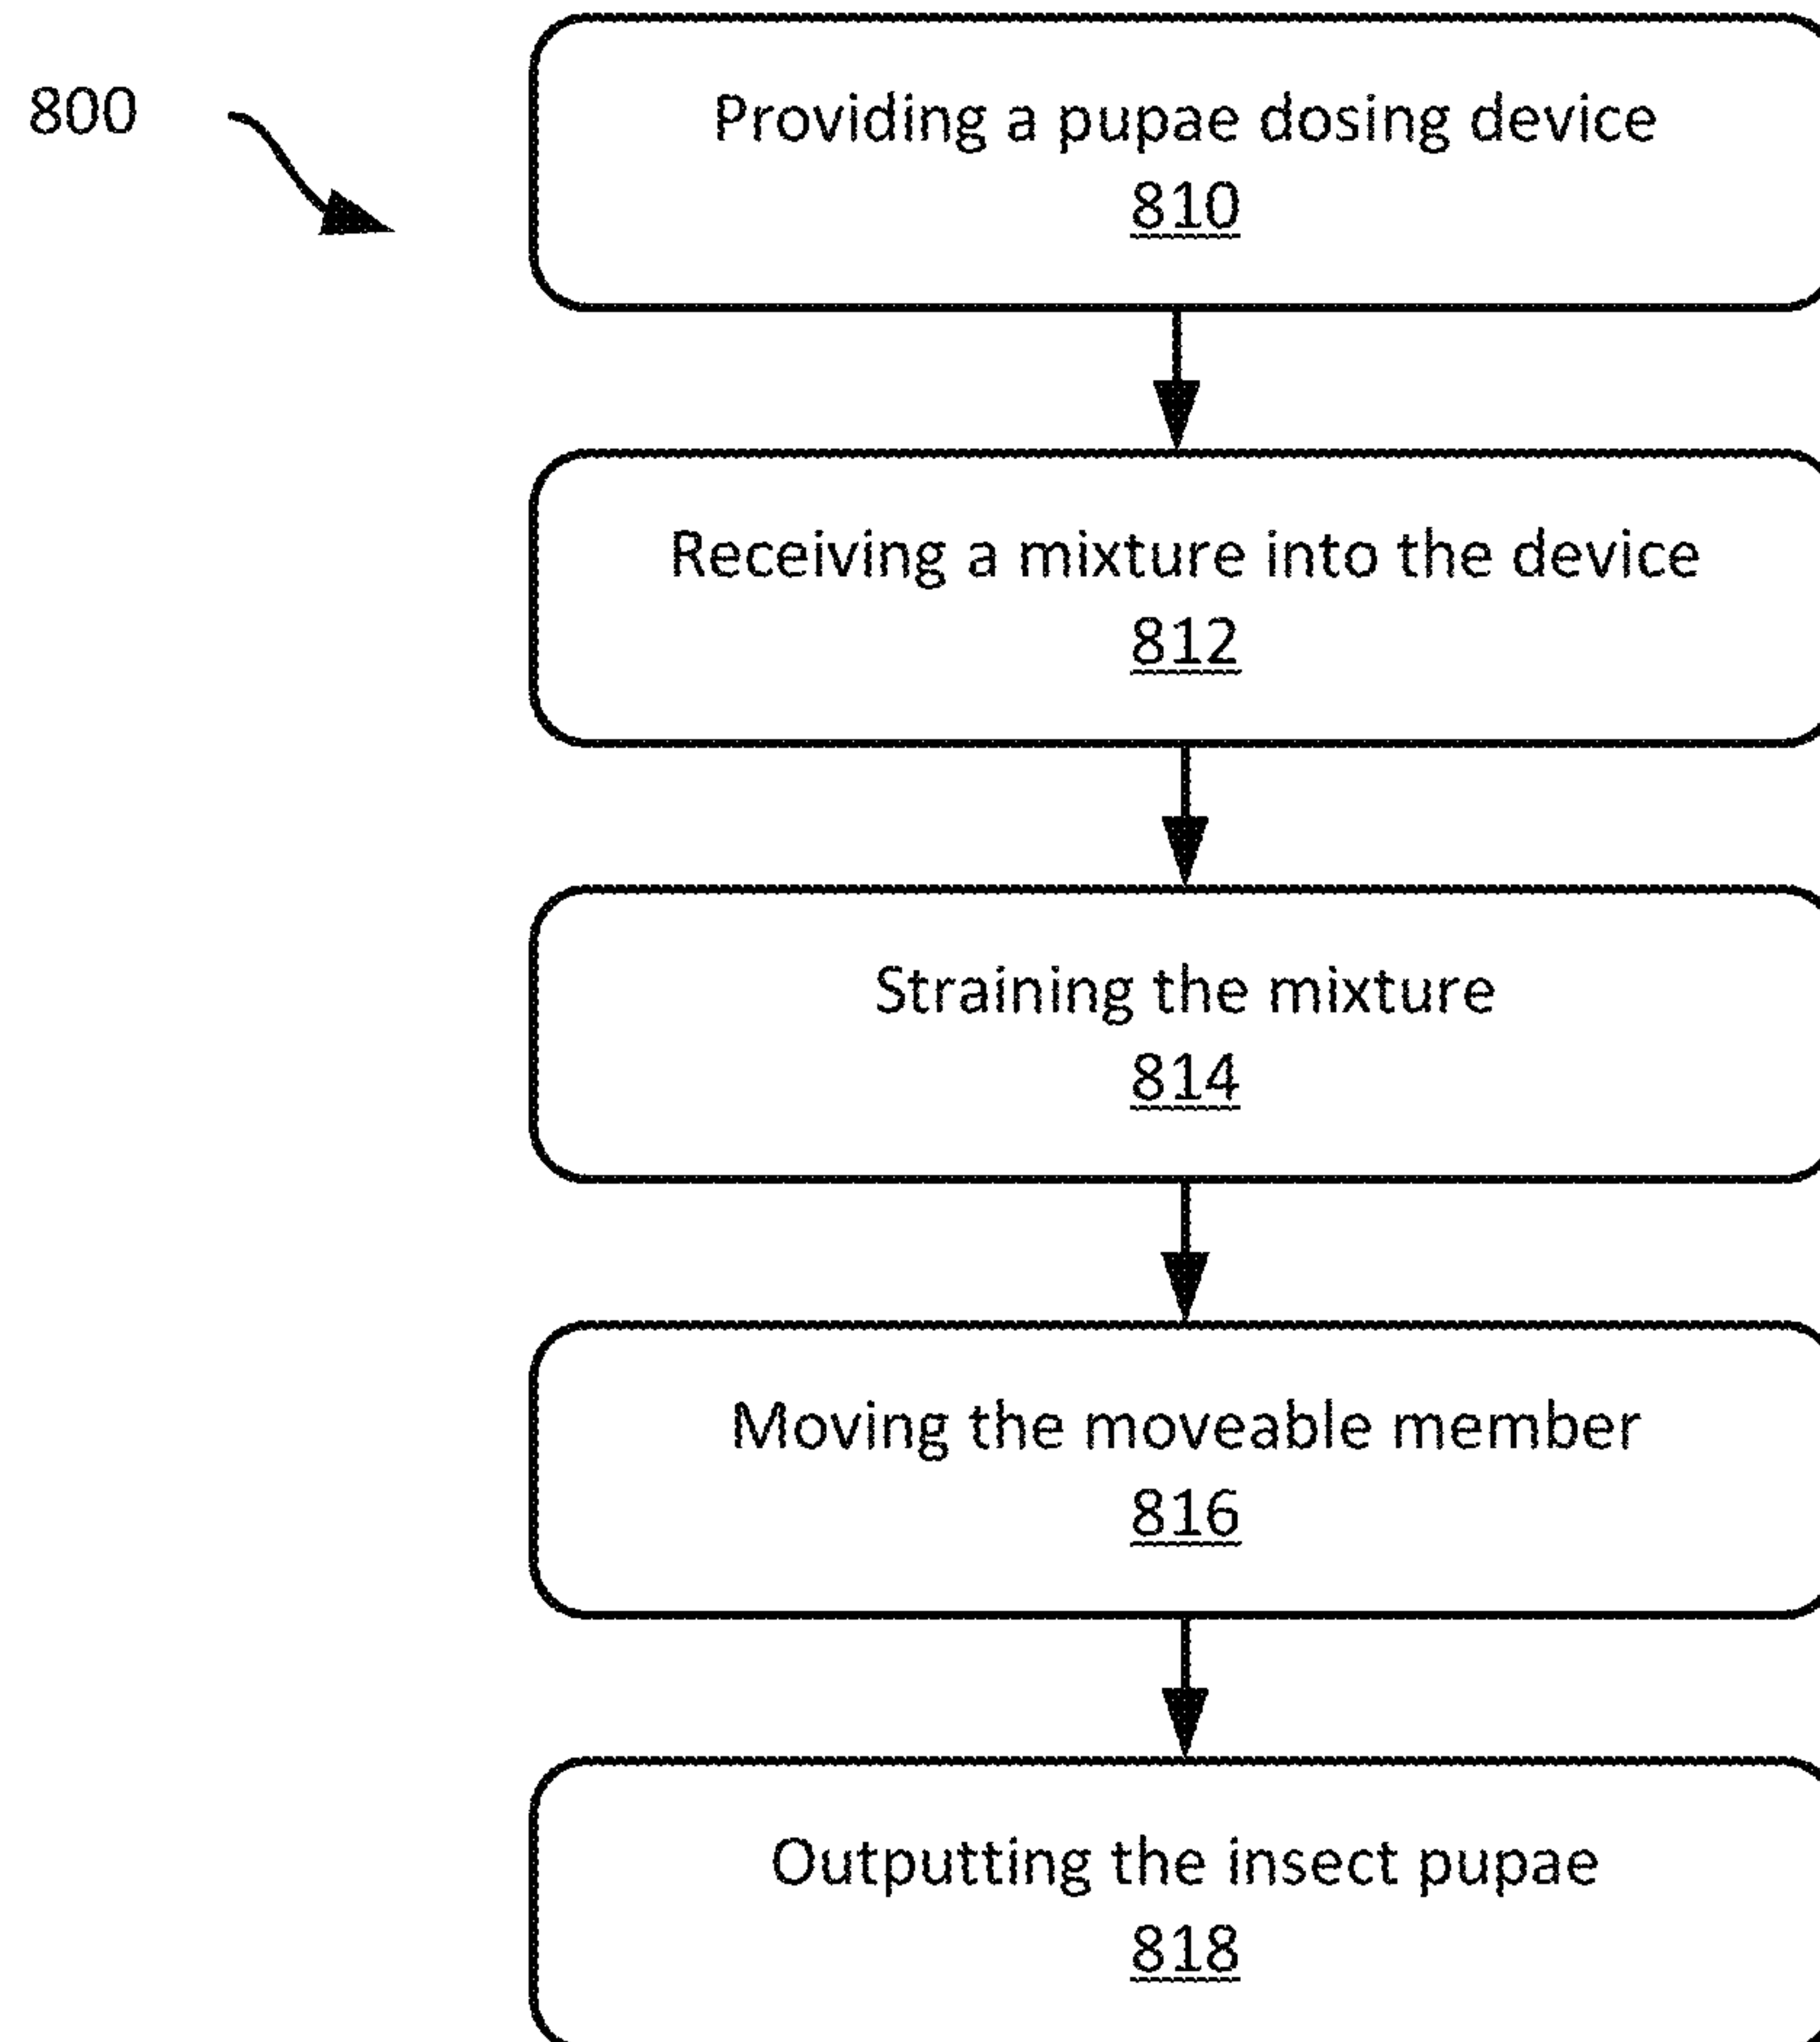 800
Providing a pupae dosing device
810
Receiving a mixture into the device
812
Straining the mixture
814
Moving the moveable member
816
Outputting the insect pupae
818